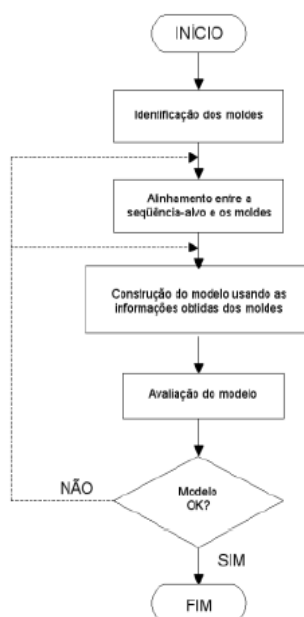 INÍCIO
Identificação dos moldes
Alinhamento entre a
seqüência-alvo e os moldes
Construção do modelo usando as
informações obtidas dos moldes
Avaliação do modelo
Modelo
OK?
NÃO
SIM
FIM